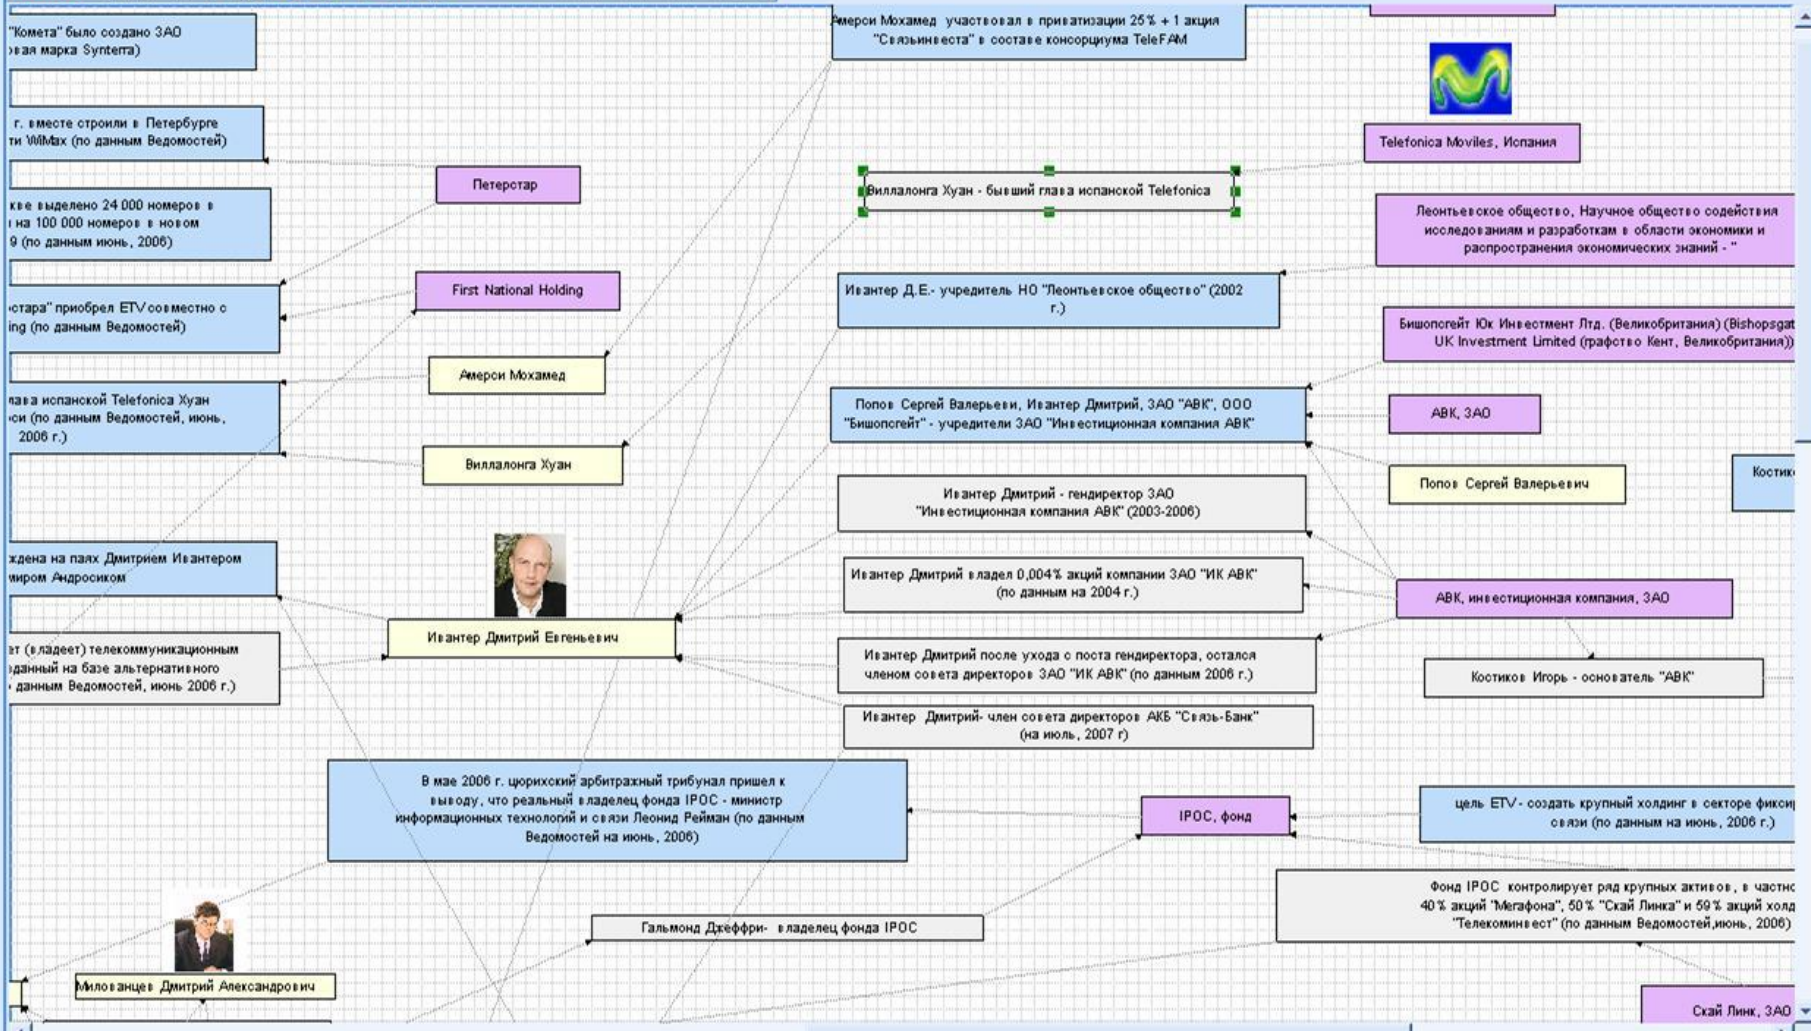 "Комета" было создано ЗАО
овая марка Synterra)
г. вместе строили в Петербурге
ти WiMax (по данным Ведомостей)
кве выделено 24 000 номеров в
на 100 000 номеров в новом
9 (по данным июнь, 2006)
стара" приобрел ETV совместно с
ing (по данным Ведомостей)
лава испанской Telefonica Хуан
си (по данным Ведомостей, июнь,
2006 г.)
ждена на паях Дмитрием Ивантером
миром Андросиком
ет (владеет) телекоммуникационным
зданный на базе альтернативного
данным Ведомостей, июнь 2006 г.)
Петерстар
First National Holding
Амерси Мохамед
Виллалонга Хуан
Ивантер Дмитрий Евгеньевич
Амерси Мохамед участвовал в приватизации 25% + 1 акция
"Связьинвеста" в составе консорциума TeleFAM
Telefonica Moviles, Испания
Виллалонга Хуан - бывший глава испанской Telefonica
Леонтьевское общество, Научное общество содействия
исследованиям и разработкам в области экономики и
распространения экономических знаний - "
Ивантер Д.Е.- учредитель НО "Леонтьевское общество" (2002
г.)
Бишопсгейт Юк Инвестмент Лтд. (Великобритания) (Bishopsgat
UK Investment Limited (графство Кент, Великобритания))
Попов Сергей Валерьеви, Ивантер Дмитрий, ЗАО "АВК", ООО
"Бишопсгейт" - учредители ЗАО "Инвестиционная компания АВК"
АВК, ЗАО
Попов Сергей Валерьевич
Костик
Ивантер Дмитрий - гендиректор ЗАО
"Инвестиционная компания АВК" (2003-2006)
Ивантер Дмитрий владел 0,004% акций компании ЗАО "ИК АВК"
(по данным на 2004 г.)
АВК, инвестиционная компания, ЗАО
Ивантер Дмитрий после ухода с поста гендиректора, остался
членом совета директоров ЗАО "ИК АВК" (по данным 2006 г.)
Костиков Игорь - основатель "АВК"
Ивантер Дмитрий- член совета директоров АКБ "Связь-Банк"
(на июль, 2007 г)
В мае 2006 г. цюрихский арбитражный трибунал пришел к
выводу, что реальный владелец фонда IPOC - министр
информационных технологий и связи Леонид Рейман (по данным
Ведомостей на июнь, 2006)
IPOC, фонд
цель ETV - создать крупный холдинг в секторе фикси
связи (по данным на июнь, 2006 г.)
Фонд IPOC контролирует ряд крупных активов, в частно
40% акций "Мегафона", 50% "Скай Линка" и 59% акций холд
"Телекоминвест" (по данным Ведомостей,июнь, 2006)
Гальмонд Джеффри- владелец фонда IPOC
Милованцев Дмитрий Александрович
Скай Линк, ЗАО